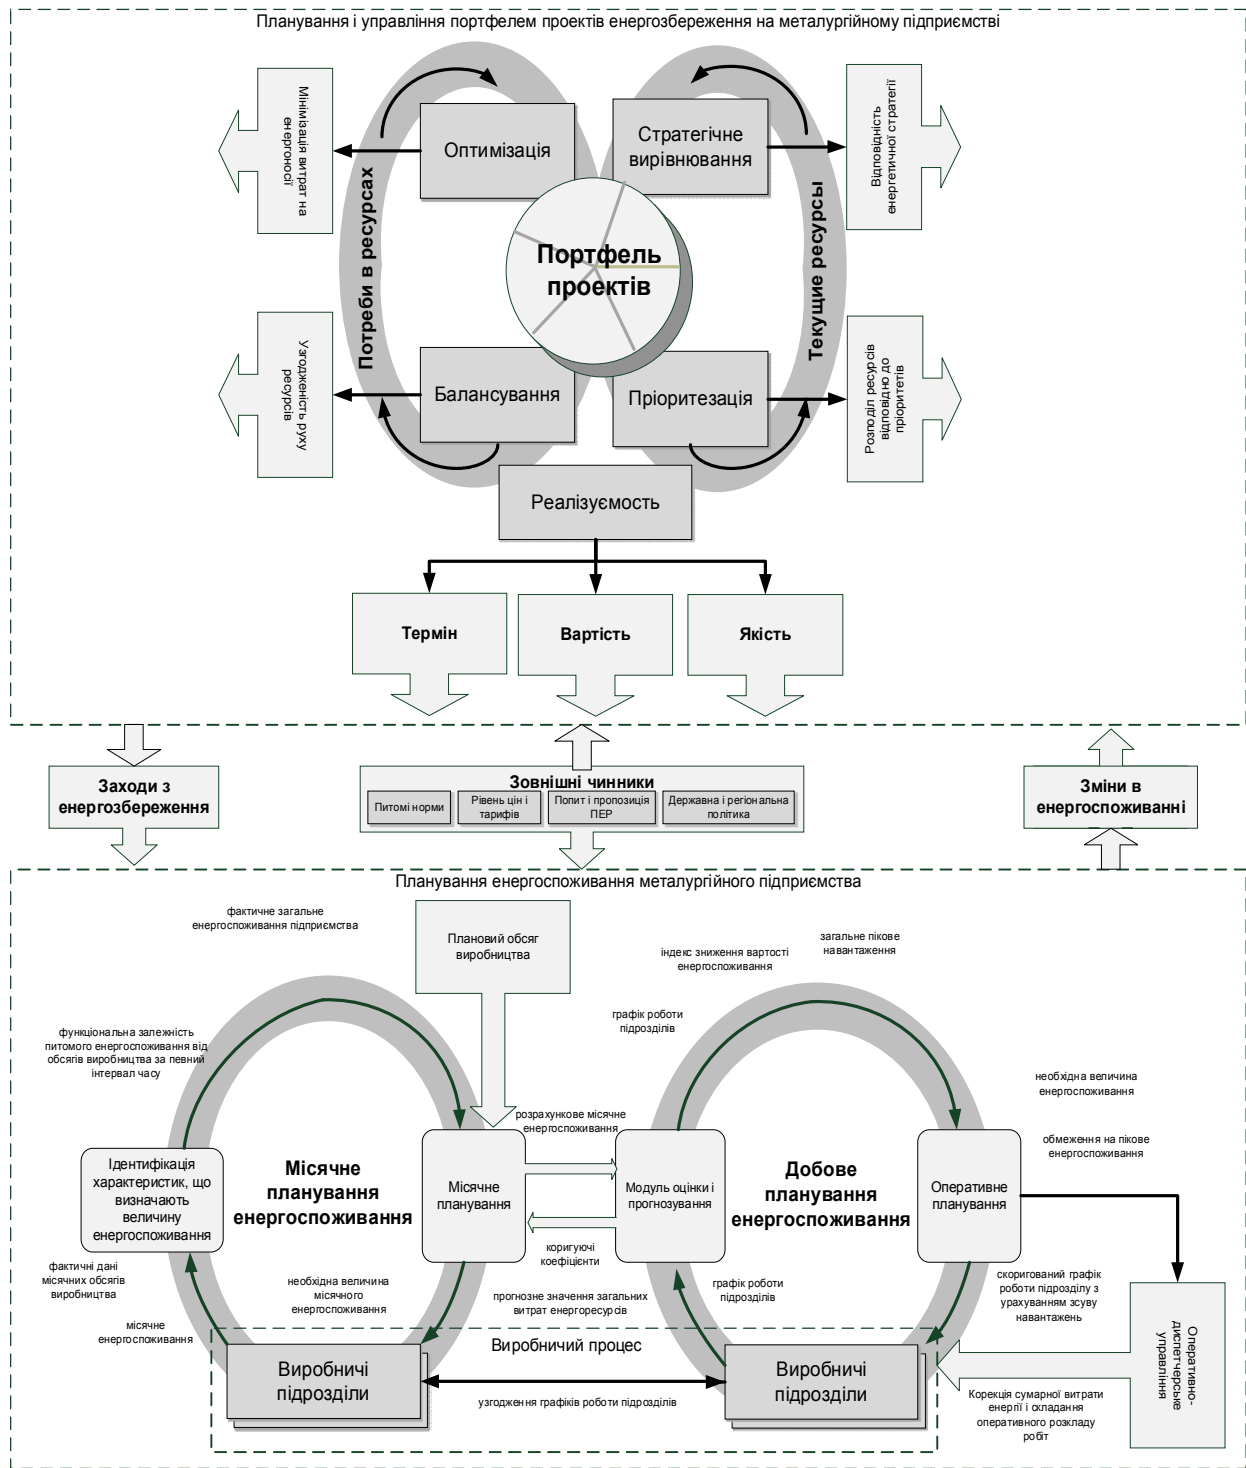 Планування і управління портфелем проектів енергозбереження на металургійному підприємстві
Мінімізація витрат на
енергоносії
Оптимізація
Стратегічне
вирівнювання
Відповідність
енергетичної стратегії
Потреби в ресурсах
Портфель
проектів
Текущие ресурсы
Узгодженість руху
ресурсів
Балансування
Пріоритезація
Розподіл ресурсів
відповідно до
пріоритетів
Реалізуємость
Термін
Вартість
Якість
Заходи з
енергозбереження
Зовнішні чинники
Питомі норми
Рівень цін і
тарифів
Попит і пропозиція
ПЕР
Державна і регіональна
політика
Зміни в
енергоспоживанні
Планування енергоспоживання металургійного підприємства
фактичне загальне
енергоспоживання підприємства
Плановий обсяг
виробництва
індекс зниження вартості
енергоспоживання
загальне пікове
навантаження
графік роботи
підрозділів
функціональна залежність
питомого енергоспоживання від
обсягів виробництва за певний
інтервал часу
необхідна величина
енергоспоживання
розрахункове місячне
енергоспоживання
обмеження на пікове
енергоспоживання
Ідентифікація
характеристик, що
визначають
величину
енергоспоживання
Місячне
планування
енергоспоживання
Місячне
планування
Модуль оцінки і
прогнозування
Добове
планування
енергоспоживання
Оперативне
планування
коригуючі
коефіцієнти
фактичні дані
місячних обсягів
виробництва
необхідна величина
місячного
енергоспоживання
прогнозне значення загальних
витрат енергоресурсів
графік роботи
підрозділів
скоригований графік
роботи підрозділу з
урахуванням зсуву
навантажень
місячне
енергоспоживання
Виробничий процес
Виробничі
підрозділи
узгодження графіків роботи підрозділів
Виробничі
підрозділи
Оперативно-
диспетчерське
управління
Корекція сумарної витрати
енергії і складання
оперативного розкладу
робіт